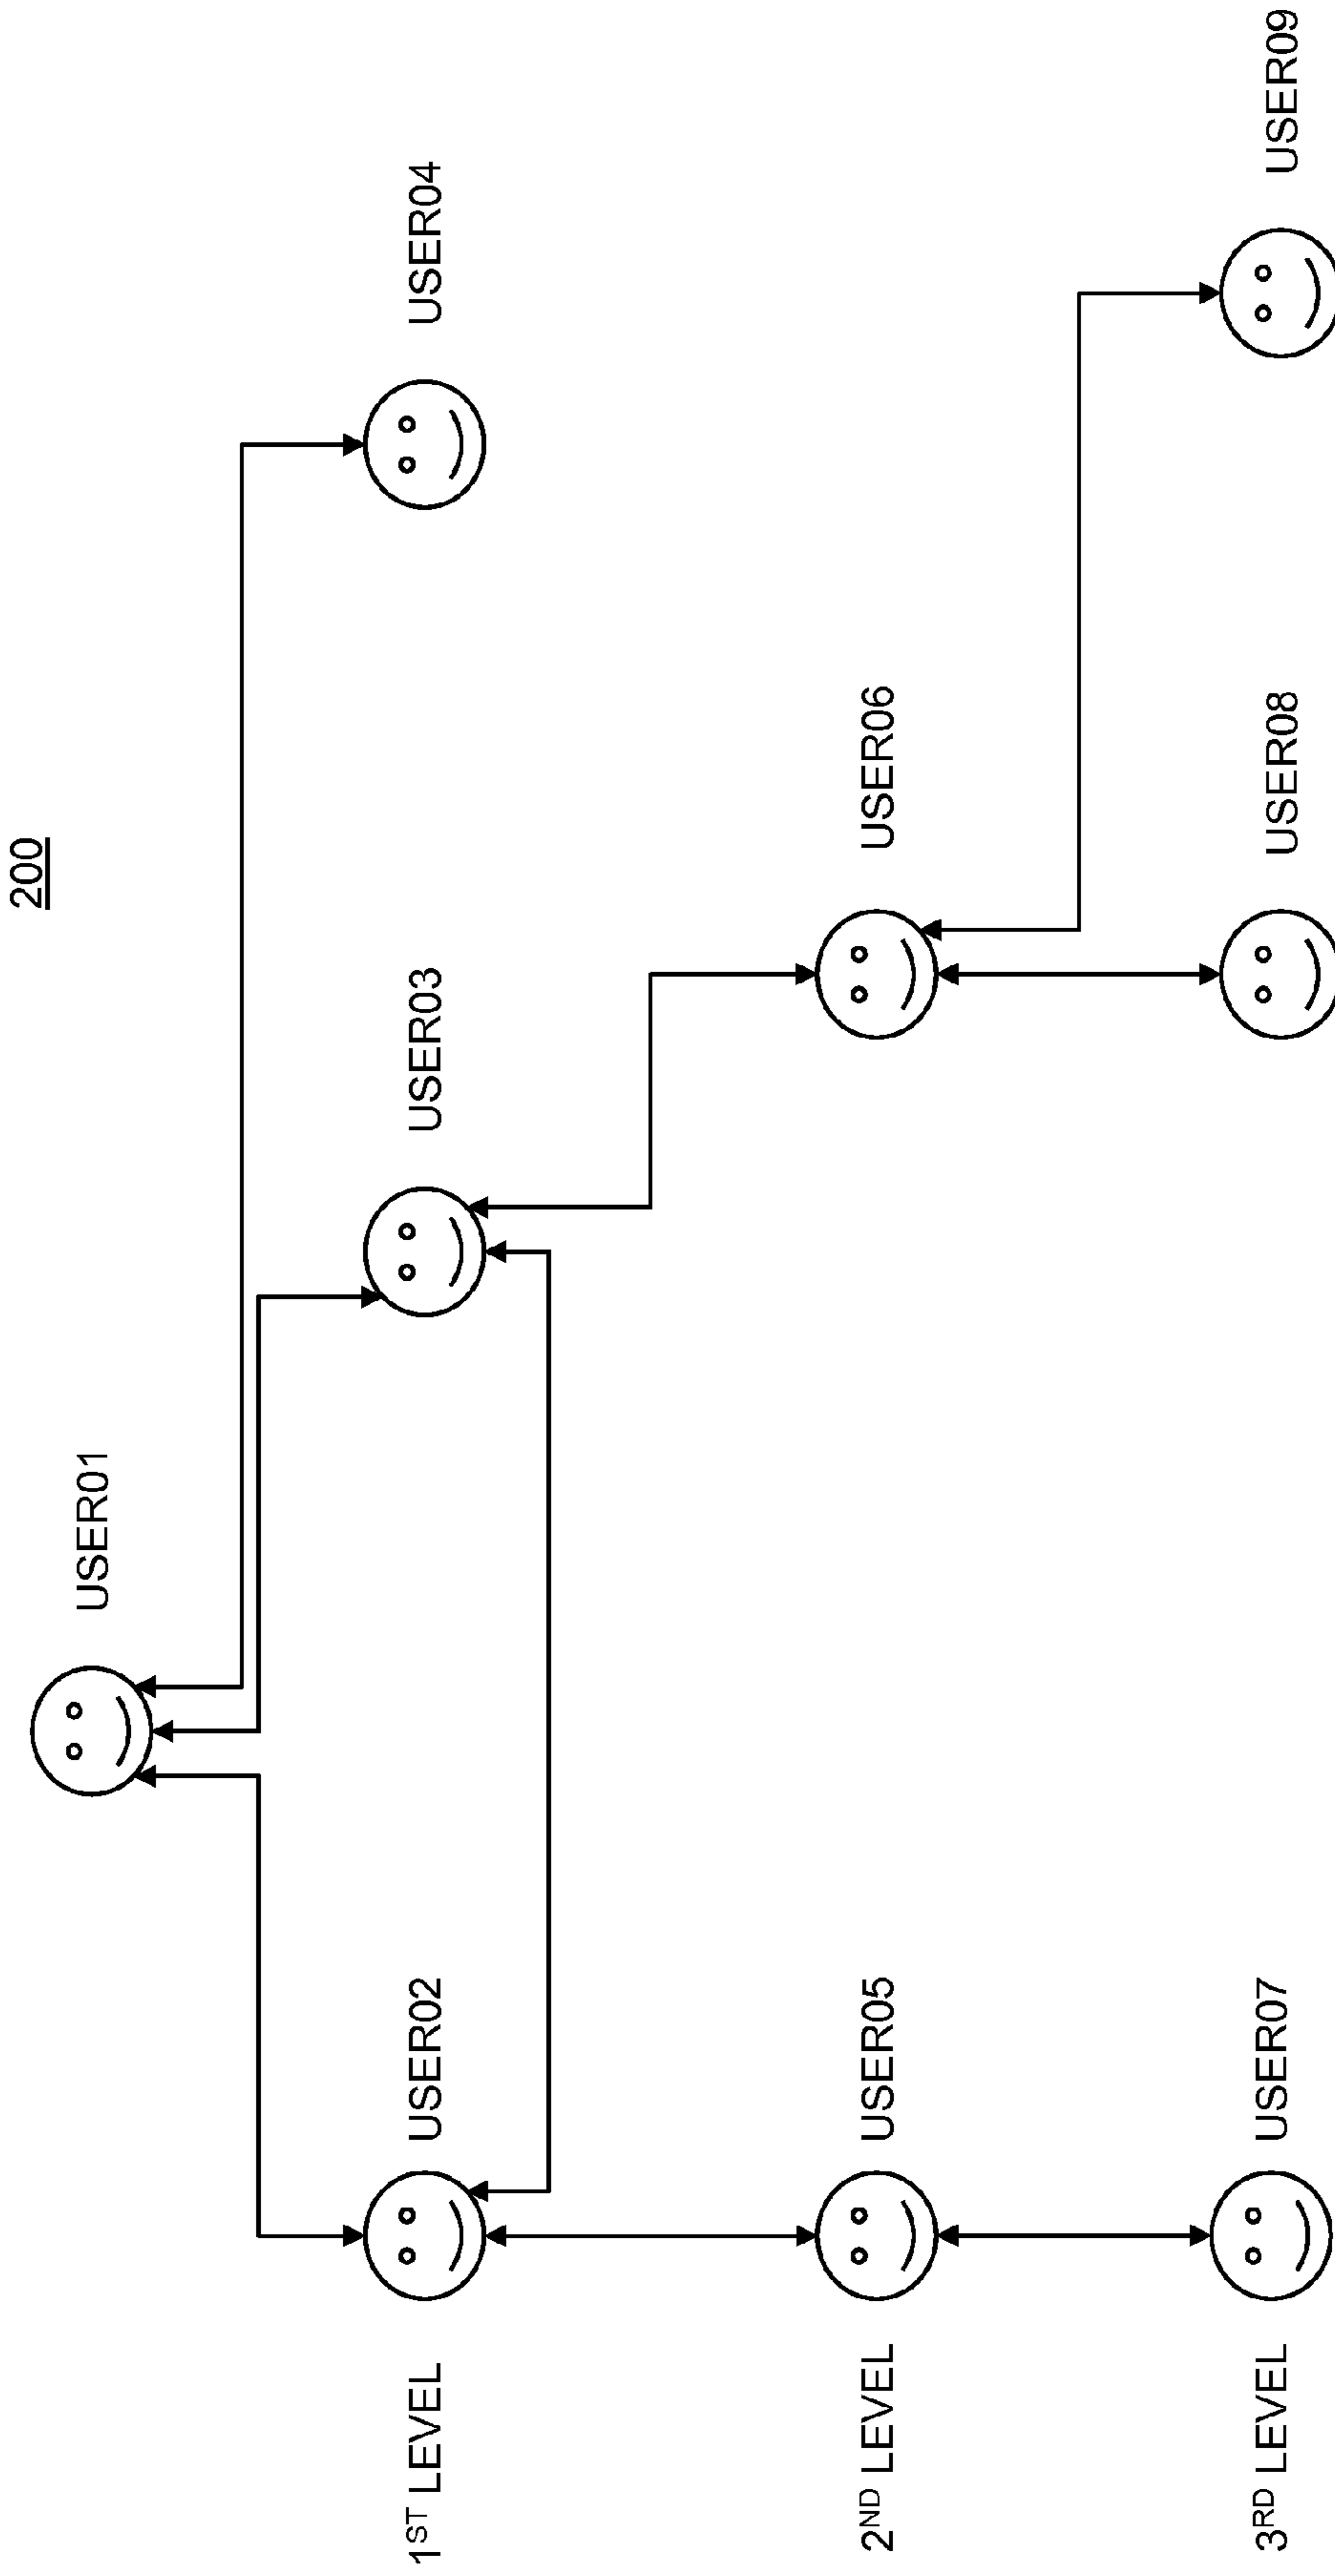 200
USER01
1ST LEVEL
USER02
USER03
USER04
2ND LEVEL
USER05
USER06
3RD LEVEL
USER07
USER08
USER09